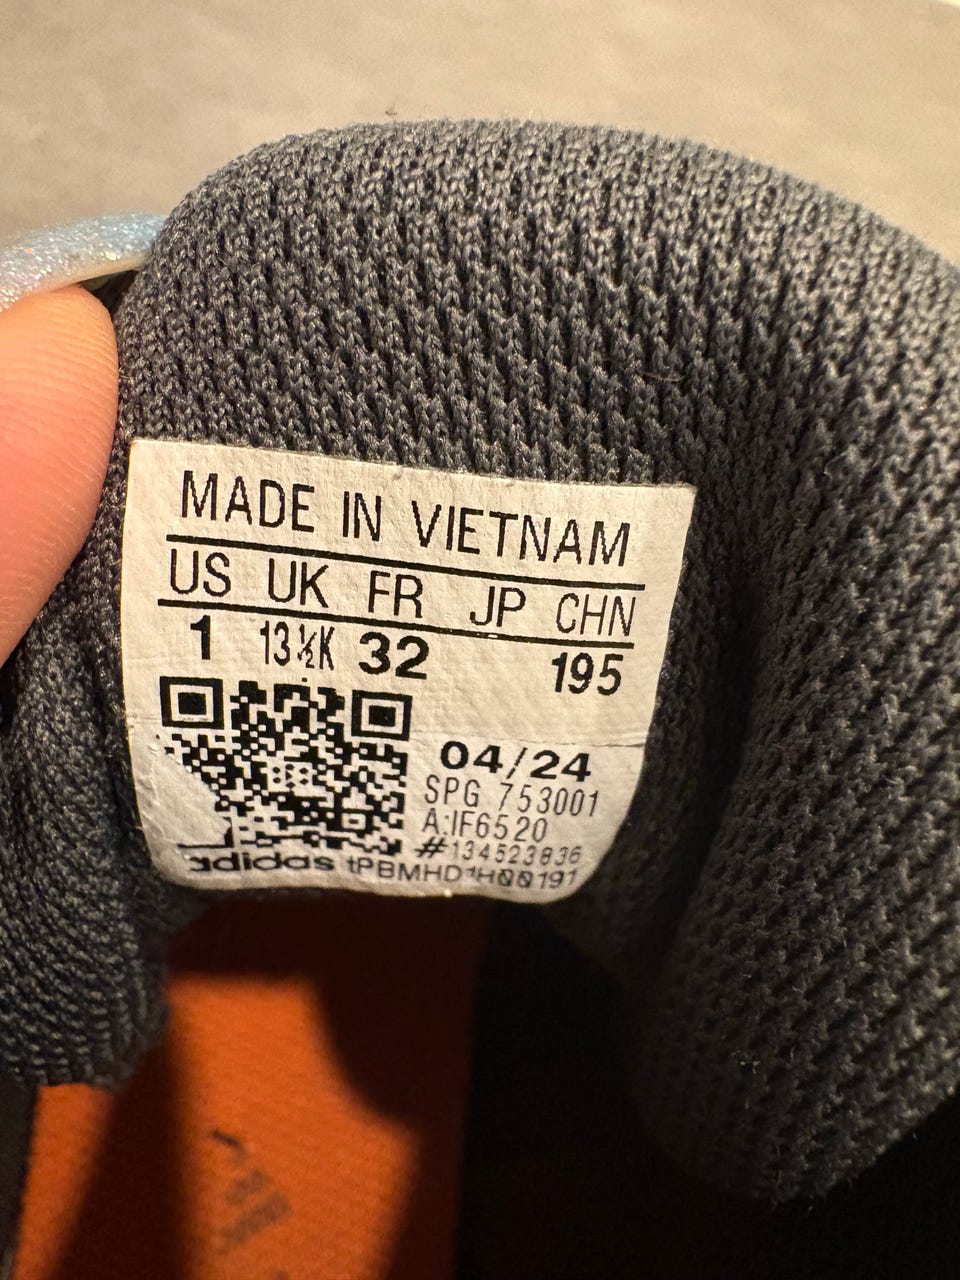 MADE IN VIETNAM
US UK FR JP CHN
1 13½K 32 195
04/24
SPG 753001
A:IF6520
#134523836
adidas tPBMHD1H00191